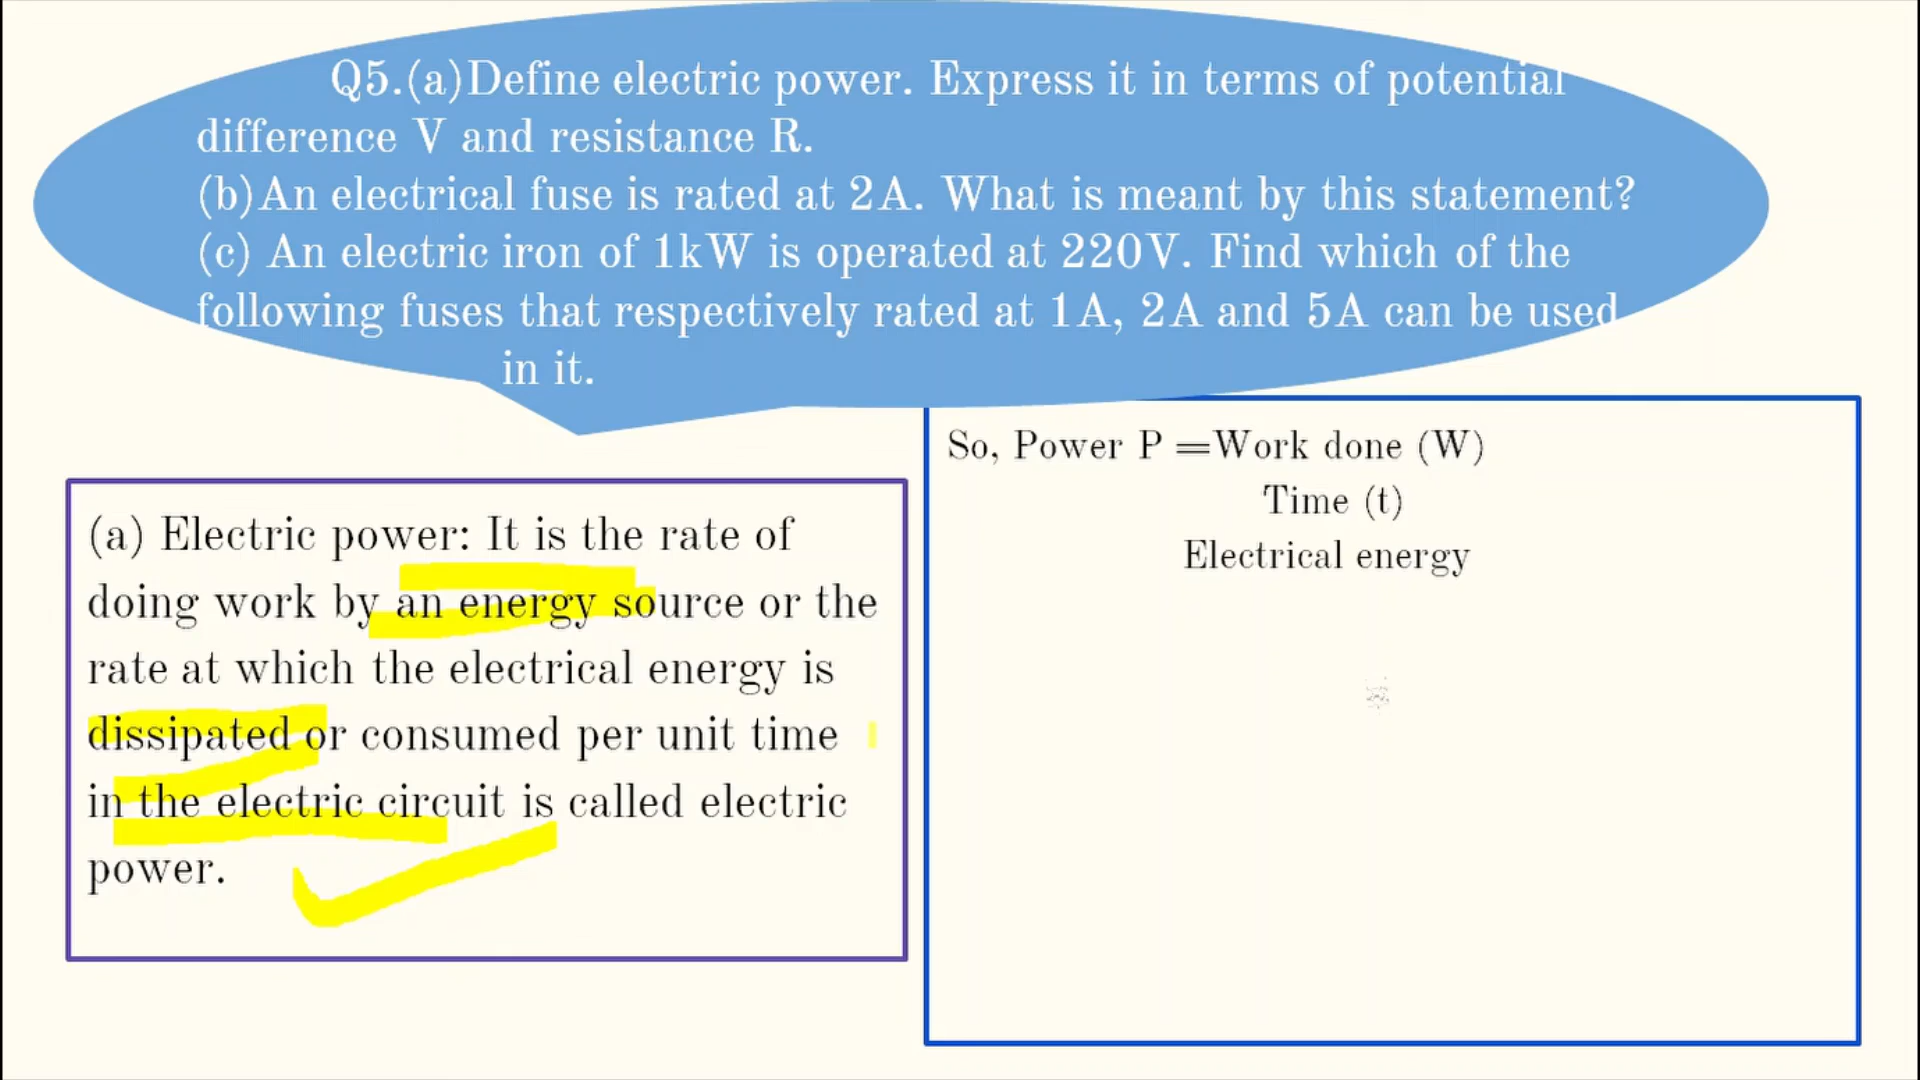 Q5.(a)Define electric power. Express it in terms of potential
difference V and resistance R.
(b)An electrical fuse is rated at 2A. What is meant by this statement?
(c) An electric iron of 1kW is operated at 220V. Find which of the
following fuses that respectively rated at 1A, 2A and 5A can be used
in it.
(a) Electric power: It is the rate of
doing work by an energy source or the
rate at which the electrical energy is
dissipated or consumed per unit time
in the electric circuit is called electric
power.
So, Power P =Work done (W)
Time (t)
Electrical energy